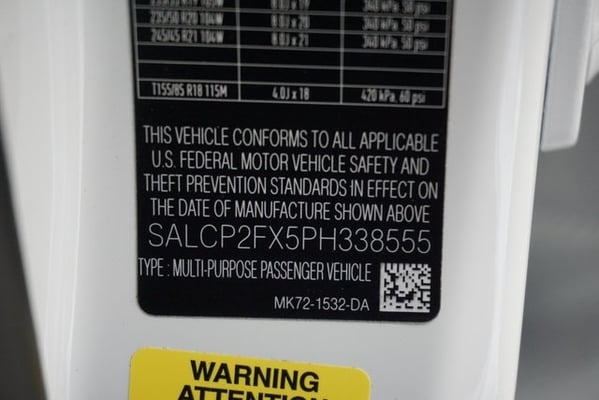 235/50 R20 104W 8.0J x 20 340 kPa, 50 psi
245/45 R21 104W 8.0J x 21 340 kPa, 50 psi
T155/85 R18 115M 4.0J x 18 420 kPa, 60 psi
THIS VEHICLE CONFORMS TO ALL APPLICABLE
U.S. FEDERAL MOTOR VEHICLE SAFETY AND
THEFT PREVENTION STANDARDS IN EFFECT ON
THE DATE OF MANUFACTURE SHOWN ABOVE
SALCP2FX5PH338555
TYPE : MULTI-PURPOSE PASSENGER VEHICLE
MK72-1532-DA
WARNING
ATTENTION